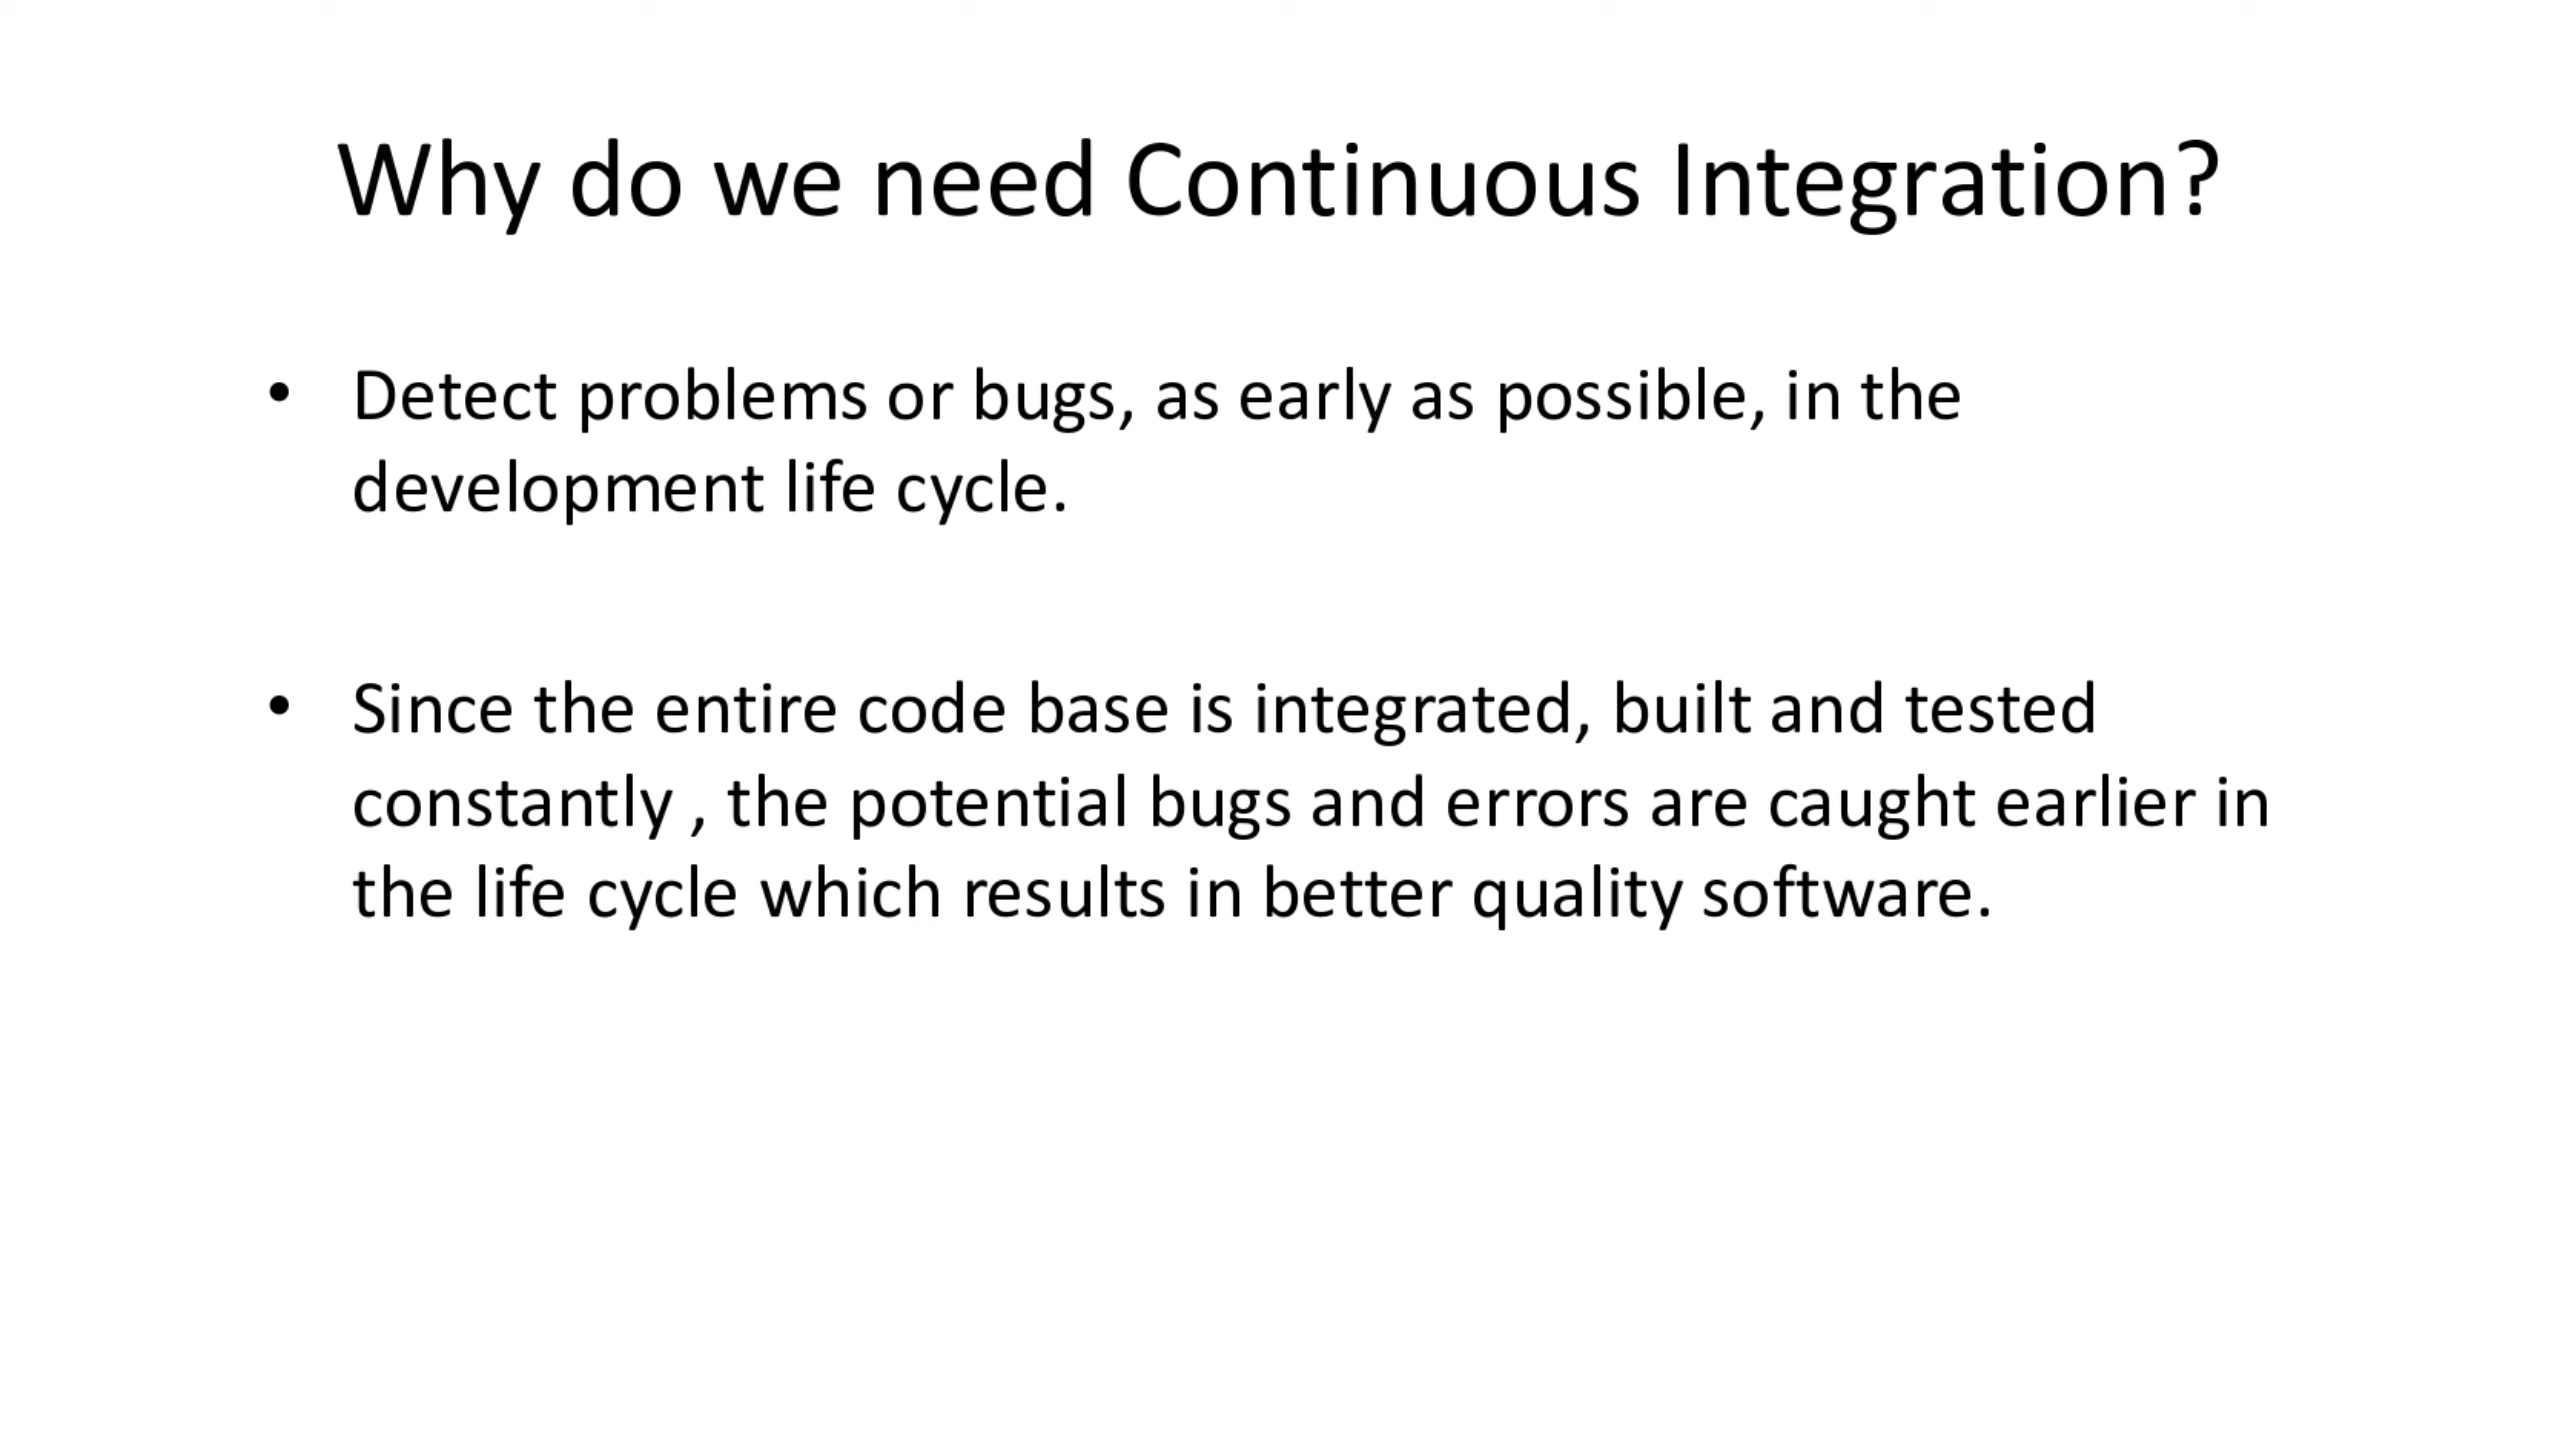 Why do we need Continuous Integration?
• Detect problems or bugs, as early as possible, in the
development life cycle.
• Since the entire code base is integrated, built and tested
constantly , the potential bugs and errors are caught earlier in
the life cycle which results in better quality software.